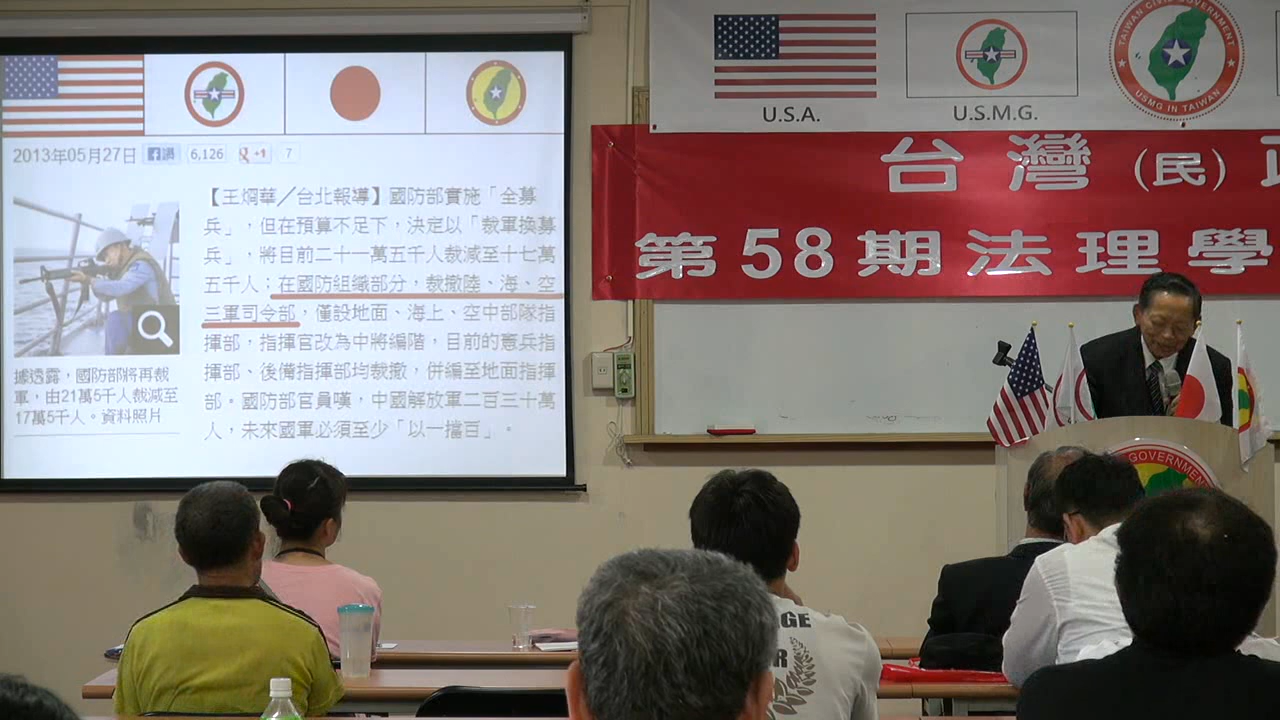 2013年05月27日
6,126
+1
7
【王烱華／台北報導】國防部實施「全募
兵」，但在預算不足下，決定以「裁軍換募
兵」，將目前二十一萬五千人裁減至十七萬
五千人；在國防組織部分，裁撤陸、海、空
三軍司令部，僅設地面、海上、空中部隊指
揮部，指揮官改為中將編階，目前的憲兵指
揮部、後備指揮部均裁撤，併編至地面指揮
部。國防部官員嘆，中國解放軍二百三十萬
人，未來國軍必須至少「以一擋百」。
據透露，國防部將再裁
軍，由21萬5千人裁減至
17萬5千人。資料照片
U.S.A.
U.S.M.G.
TAIWAN CIVIL GOVERNMENT
USMG IN TAIWAN
台灣(民)政
第58期法理學
GOVERNMENT